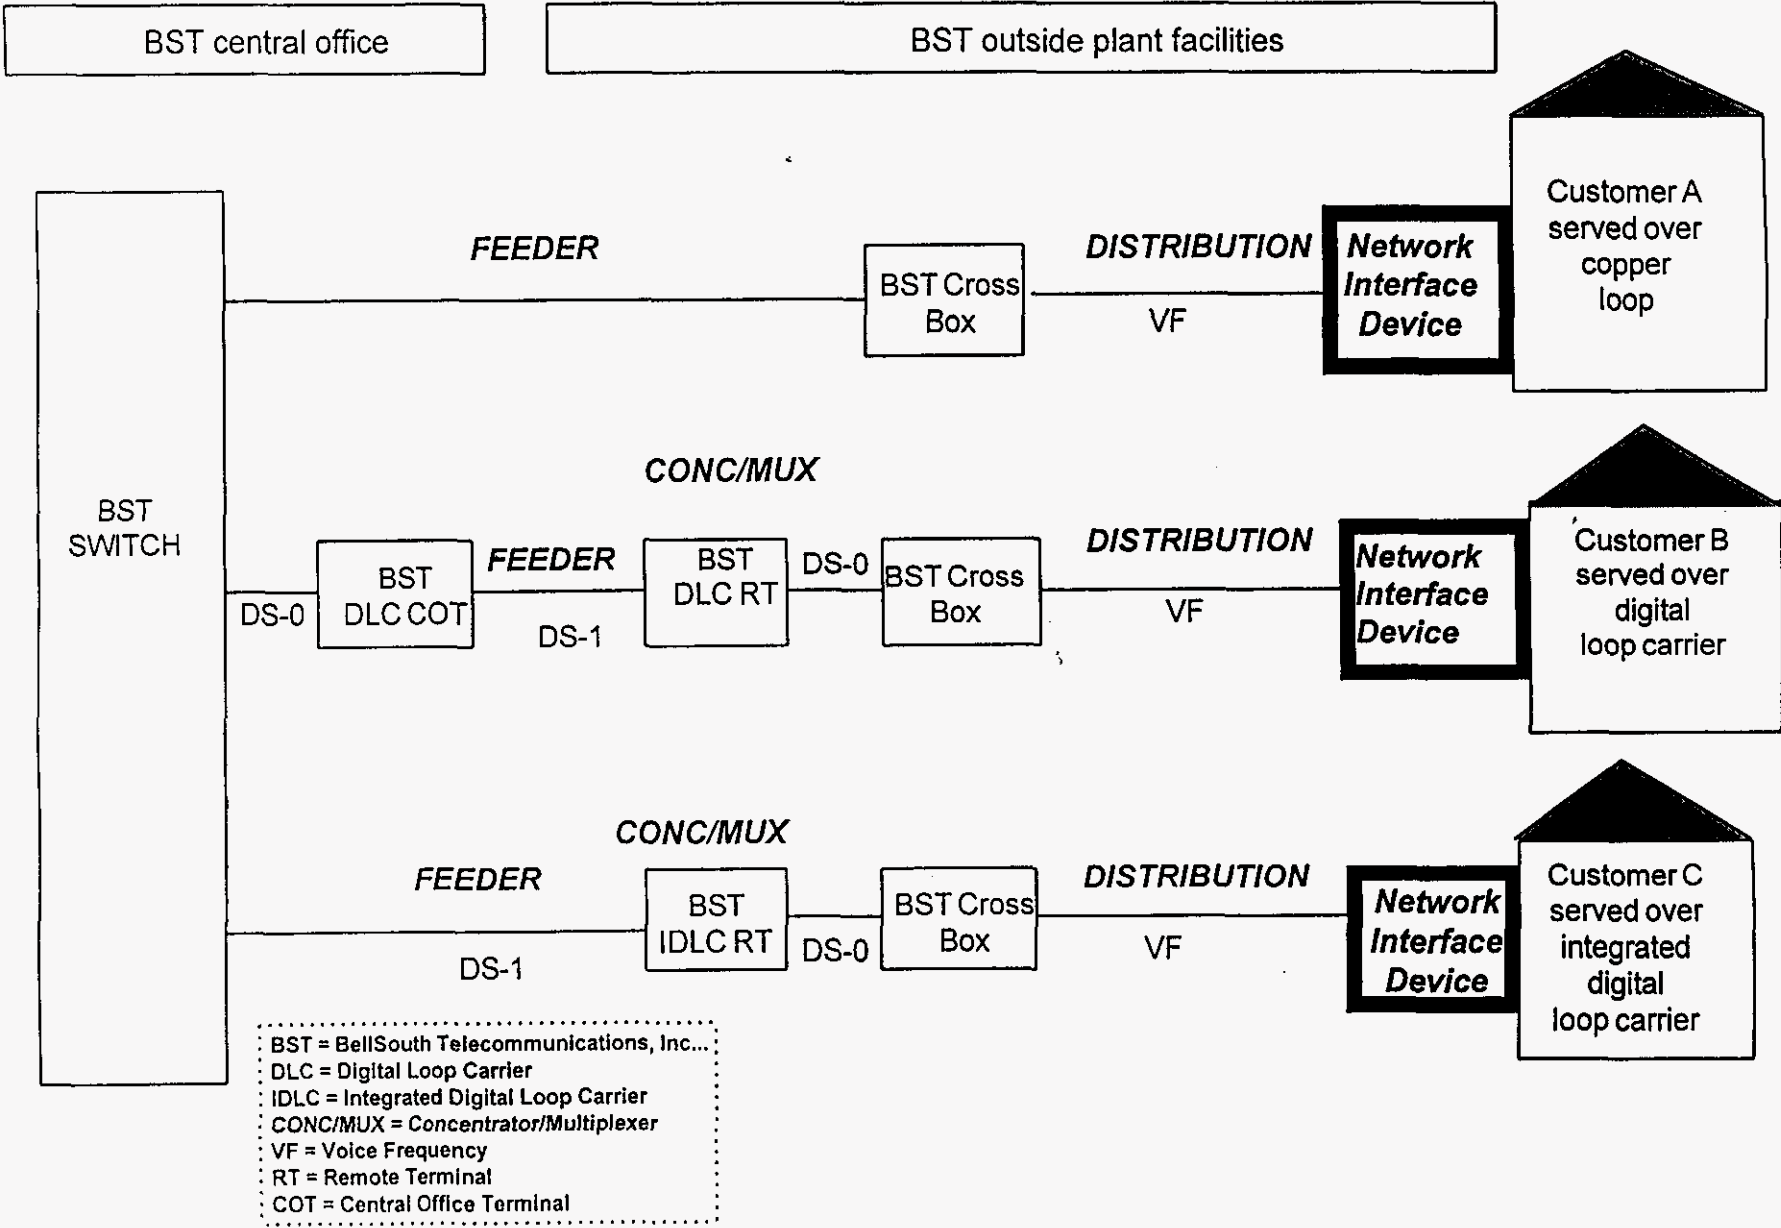 BST central office
BST outside plant facilities
Customer A
served over
copper
loop
FEEDER
DISTRIBUTION
Network
Interface
Device
BST Cross
Box
VF
BST
SWITCH
CONC/MUX
DS-0
BST
DLC COT
FEEDER
DS-1
BST
DLC RT
DS-0
BST Cross
Box
DISTRIBUTION
VF
Network
Interface
Device
Customer B
served over
digital
loop carrier
CONC/MUX
FEEDER
DS-1
BST
IDLC RT
DS-0
BST Cross
Box
DISTRIBUTION
VF
Network
Interface
Device
Customer C
served over
integrated
digital
loop carrier
BST = BellSouth Telecommunications, Inc...
DLC = Digital Loop Carrier
IDLC = Integrated Digital Loop Carrier
CONC/MUX = Concentrator/Multiplexer
VF = Voice Frequency
RT = Remote Terminal
COT = Central Office Terminal